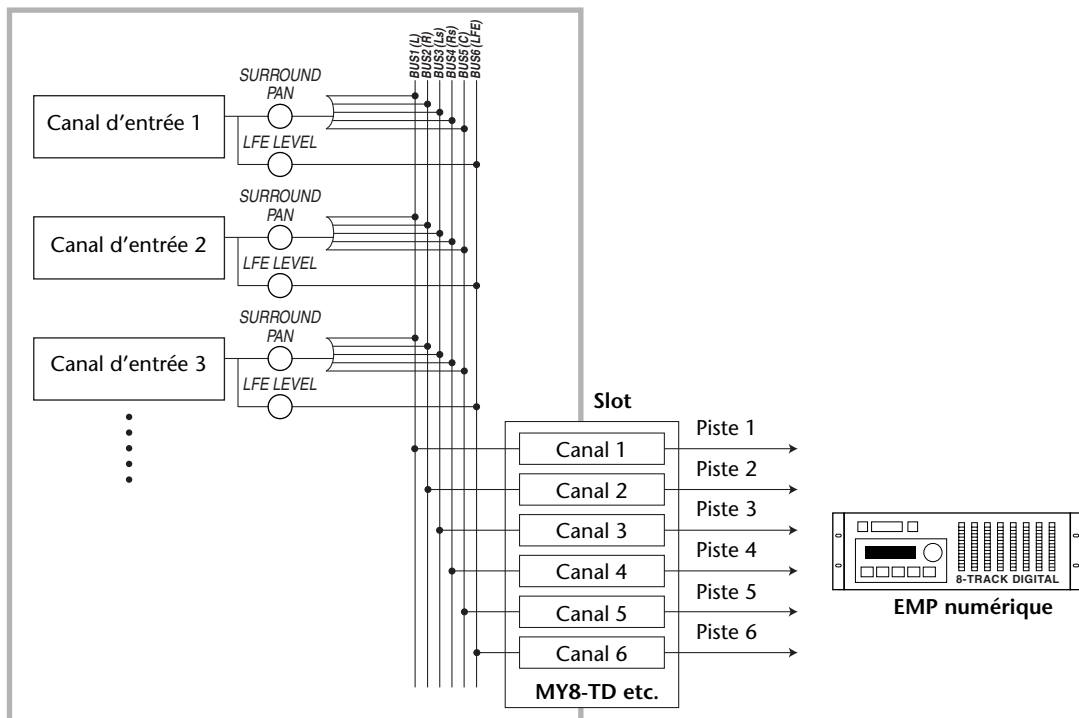 BUS1 (L)
BUS2 (R)
BUS3 (Ls)
BUS4 (Rs)
BUS5 (C)
BUS6 (LFE)
SURROUND
PAN
Canal d'entrée 1
LFE LEVEL
SURROUND
PAN
Canal d'entrée 2
LFE LEVEL
SURROUND
PAN
Canal d'entrée 3
LFE LEVEL
Slot
Canal 1
Piste 1
Canal 2
Piste 2
Canal 3
Piste 3
Canal 4
Piste 4
Canal 5
Piste 5
Canal 6
Piste 6
MY8-TD etc.
8-TRACK DIGITAL
EMP numérique